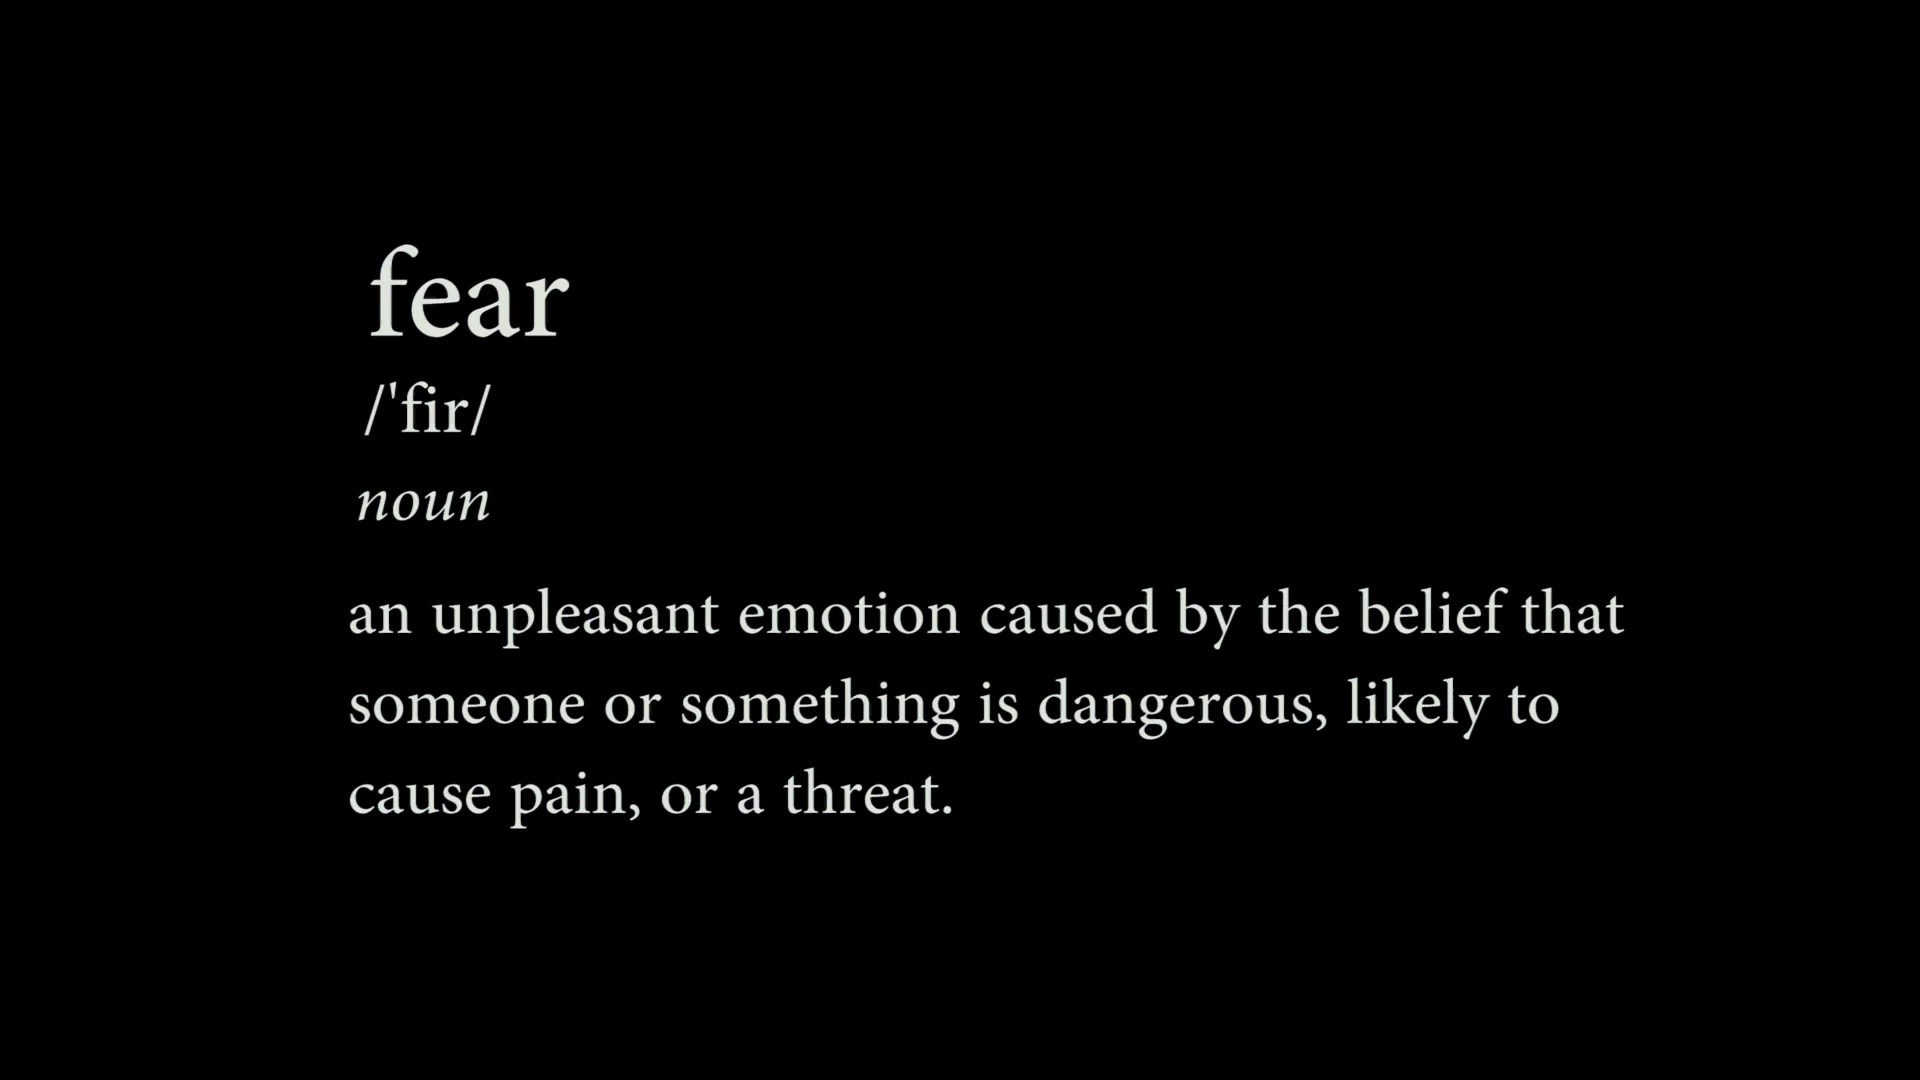 fear
/'fir/
noun
an unpleasant emotion caused by the belief that
someone or something is dangerous, likely to
cause pain, or a threat.